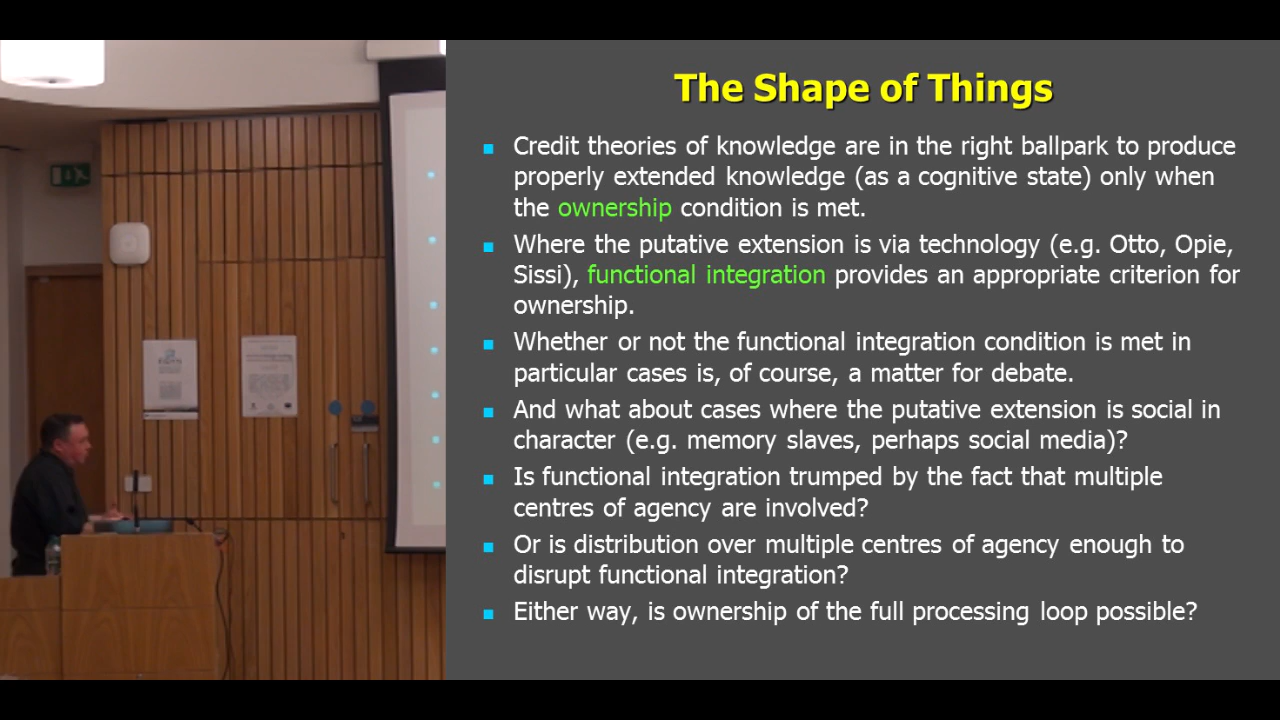 The Shape of Things
Credit theories of knowledge are in the right ballpark to produce
properly extended knowledge (as a cognitive state) only when
the ownership condition is met.
Where the putative extension is via technology (e.g. Otto, Opie,
Sissi), functional integration provides an appropriate criterion for
ownership.
Whether or not the functional integration condition is met in
particular cases is, of course, a matter for debate.
And what about cases where the putative extension is social in
character (e.g. memory slaves, perhaps social media)?
Is functional integration trumped by the fact that multiple
centres of agency are involved?
Or is distribution over multiple centres of agency enough to
disrupt functional integration?
Either way, is ownership of the full processing loop possible?